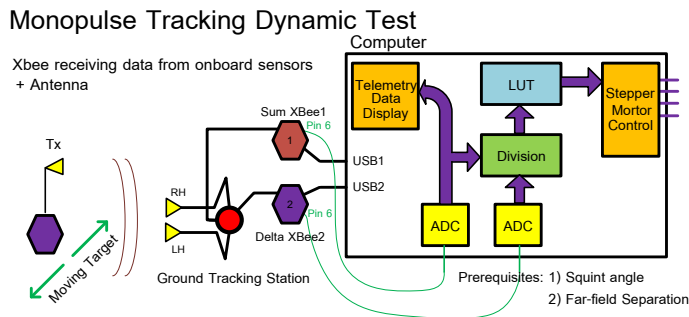 Monopulse Tracking Dynamic Test
Computer
Xbee receiving data from onboard sensors
+ Antenna
Telemetry
Data
Display
LUT
Stepper
Mortor
Control
Sum XBee1
Pin 6
1
Tx
USB1
Division
RH
USB2
2
Pin 6
ADC
ADC
LH
Delta XBee2
Moving Target
Ground Tracking Station
Prerequisites: 1) Squint angle
2) Far-field Separation